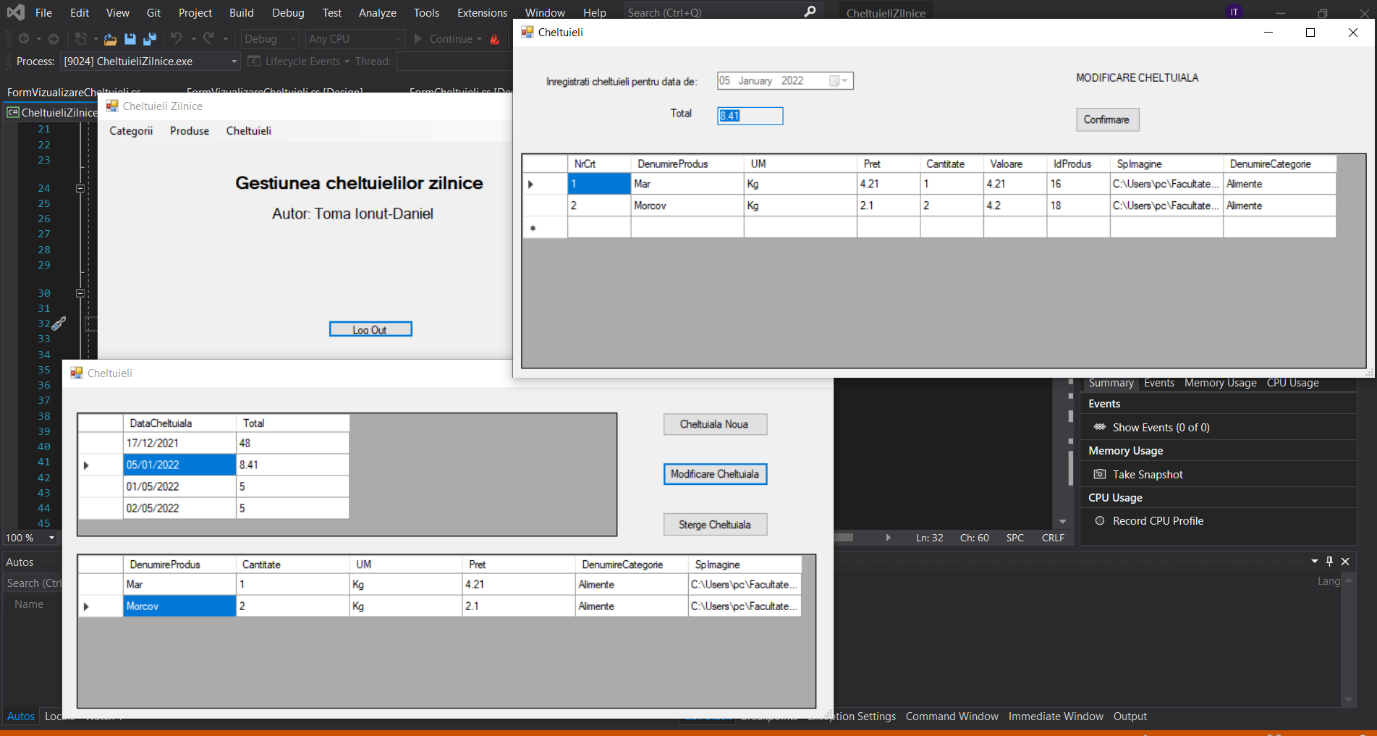 File Edit View Git Project Build Debug Test Analyze Tools Extensions Window Help Search (Ctrl+Q) CheltuieliZilnice IT
Debug Any CPU Continue
Process: [9024] CheltuieliZilnice.exe Lifecycle Events Thread:
FormVizualizareCheltuieli.cs FormVizualizareCheltuieli.cs [Design]
CheltuieliZilnice
21
22
23
24
25
26
27
28
29
30
31
32
33
34
35
36
37
38
39
40
41
42
43
44
45
100 %
Ln: 32 Ch: 60 SPC CRLF
Cheltuieli Zilnice
Categorii Produse Cheltuieli
Gestiunea cheltuielilor zilnice
Autor: Toma Ionut-Daniel
Log Out
Cheltuieli
Inregistrati cheltuieli pentru data de: 05 January 2022
MODIFICARE CHELTUIALA
Total 8.41
Confirmare
NrCrt DenumireProdus UM Pret Cantitate Valoare IdProdus SpImagine DenumireCategorie
1 Mar Kg 4.21 1 4.21 16 C:\Users\pc\Facultate... Alimente
2 Morcov Kg 2.1 2 4.2 18 C:\Users\pc\Facultate... Alimente
Cheltuieli
DataCheltuiala Total
17/12/2021 48
05/01/2022 8.41
01/05/2022 5
02/05/2022 5
Cheltuiala Noua
Modificare Cheltuiala
Sterge Cheltuiala
DenumireProdus Cantitate UM Pret DenumireCategorie SpImagine
Mar 1 Kg 4.21 Alimente C:\Users\pc\Facultate...
Morcov 2 Kg 2.1 Alimente C:\Users\pc\Facultate...
Summary Events Memory Usage CPU Usage
Events
Show Events (0 of 0)
Memory Usage
Take Snapshot
CPU Usage
Record CPU Profile
Autos
Search (Ctrl
Name
Lang
Autos
Exception Settings Command Window Immediate Window Output